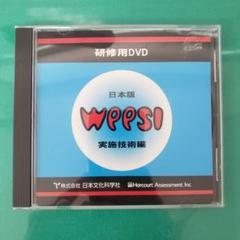 研修用DVD
日本版
WPPSI
実施技術編
株式会社 日本文化科学社 Harcourt Assessment, Inc